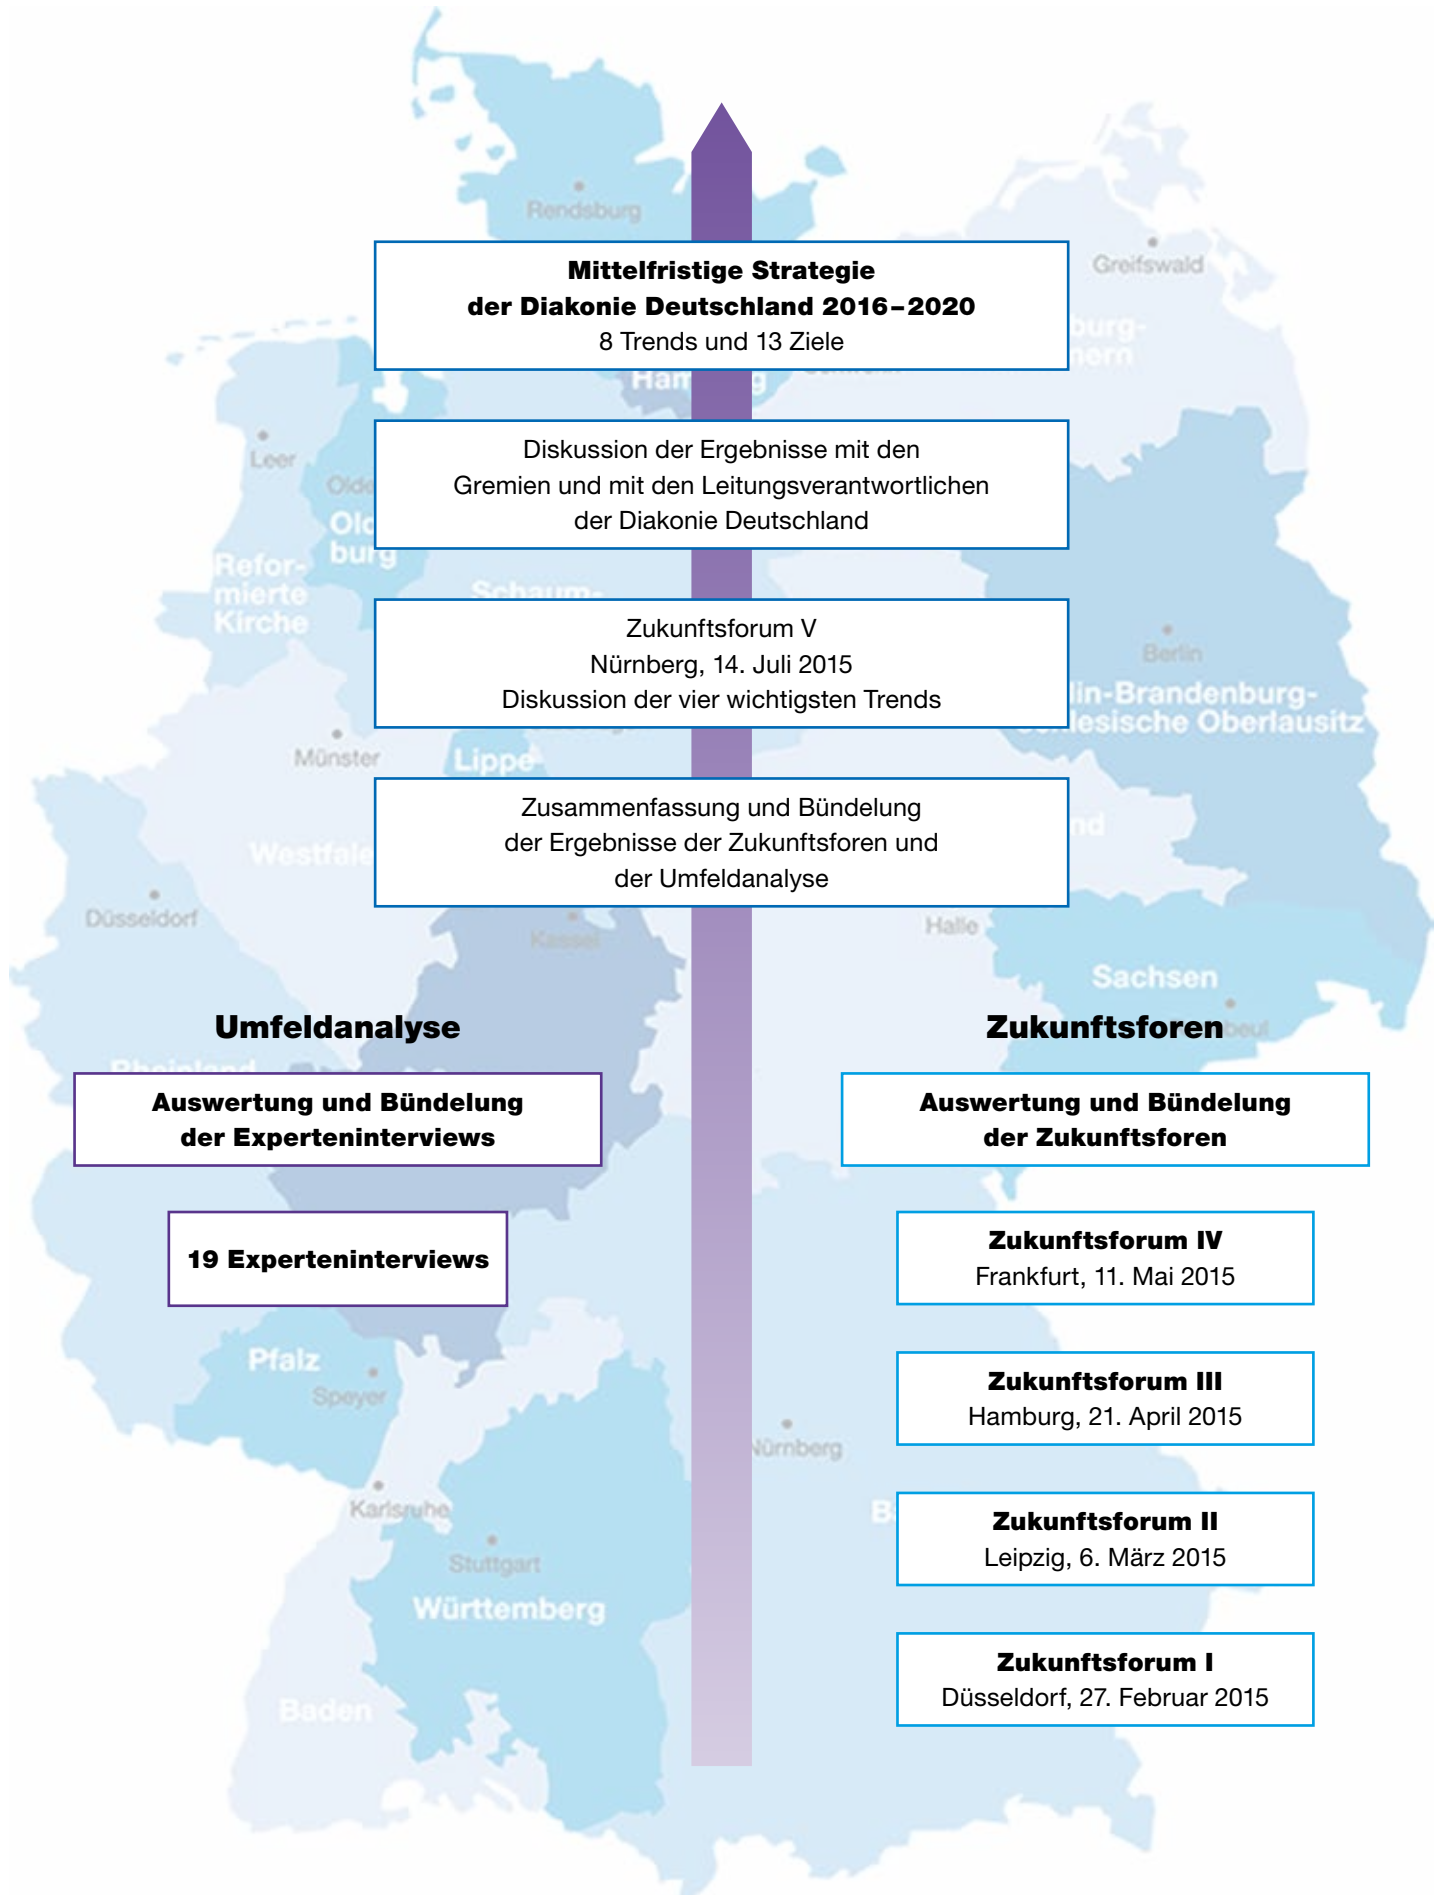 Rendsburg
Greifswald
Mittelfristige Strategie
der Diakonie Deutschland 2016–2020
8 Trends und 13 Ziele
Leer
Diskussion der Ergebnisse mit den
Gremien und mit den Leitungsverantwortlichen
der Diakonie Deutschland
Refor-
mierte
Kirche
Schaum-
Zukunftsforum V
Nürnberg, 14. Juli 2015
Diskussion der vier wichtigsten Trends
Berlin
Münster
Lippe
Zusammenfassung und Bündelung
der Ergebnisse der Zukunftsforen und
der Umfeldanalyse
Düsseldorf
Kassel
Halle
Sachsen
Umfeldanalyse
Zukunftsforen
Rheinland
Auswertung und Bündelung
der Experteninterviews
Auswertung und Bündelung
der Zukunftsforen
19 Experteninterviews
Zukunftsforum IV
Frankfurt, 11. Mai 2015
Pfalz
Speyer
Zukunftsforum III
Hamburg, 21. April 2015
Nürnberg
Karlsruhe
Zukunftsforum II
Leipzig, 6. März 2015
Stuttgart
Württemberg
Zukunftsforum I
Düsseldorf, 27. Februar 2015
Baden